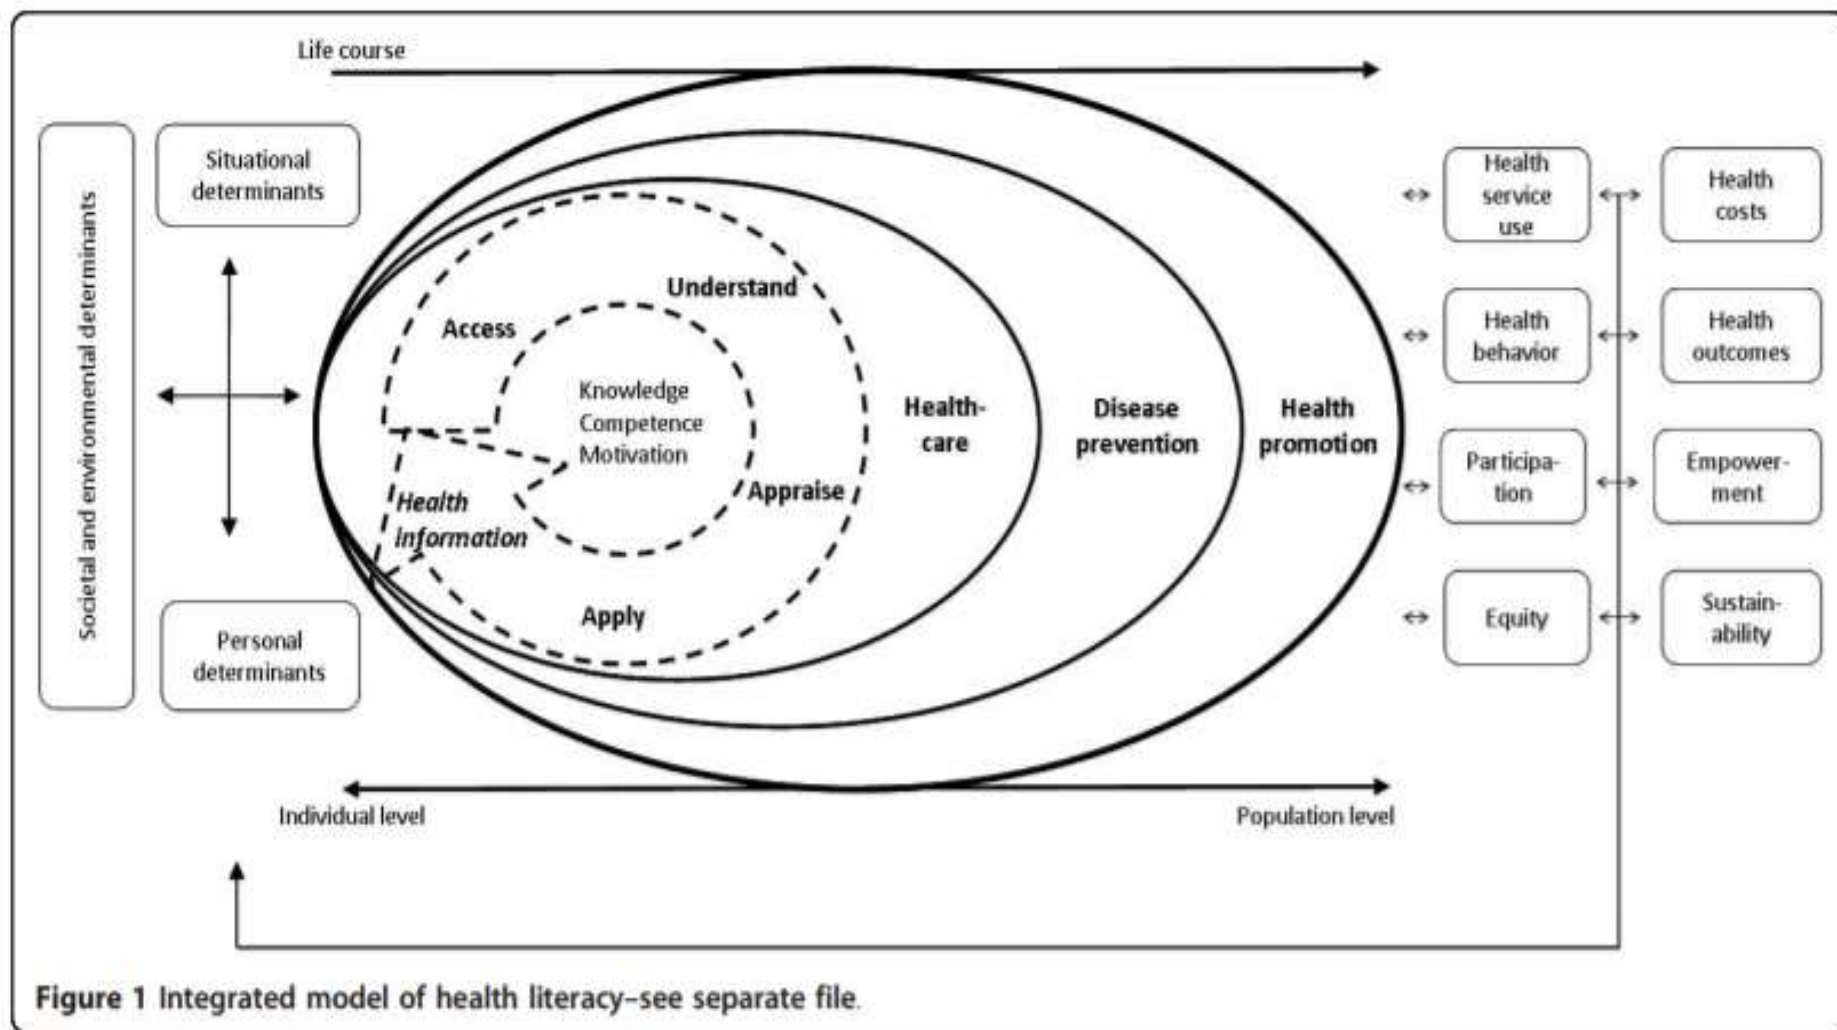 Life course
Societal and environmental determinants
Situational
determinants
Personal
determinants
Access
Understand
Knowledge
Competence
Motivation
Health
information
Appraise
Apply
Health-
care
Disease
prevention
Health
promotion
Health
service
use
Health
costs
Health
behavior
Health
outcomes
Participa-
tion
Empower-
ment
Equity
Sustain-
ability
Individual level
Population level
Figure 1 Integrated model of health literacy–see separate file.